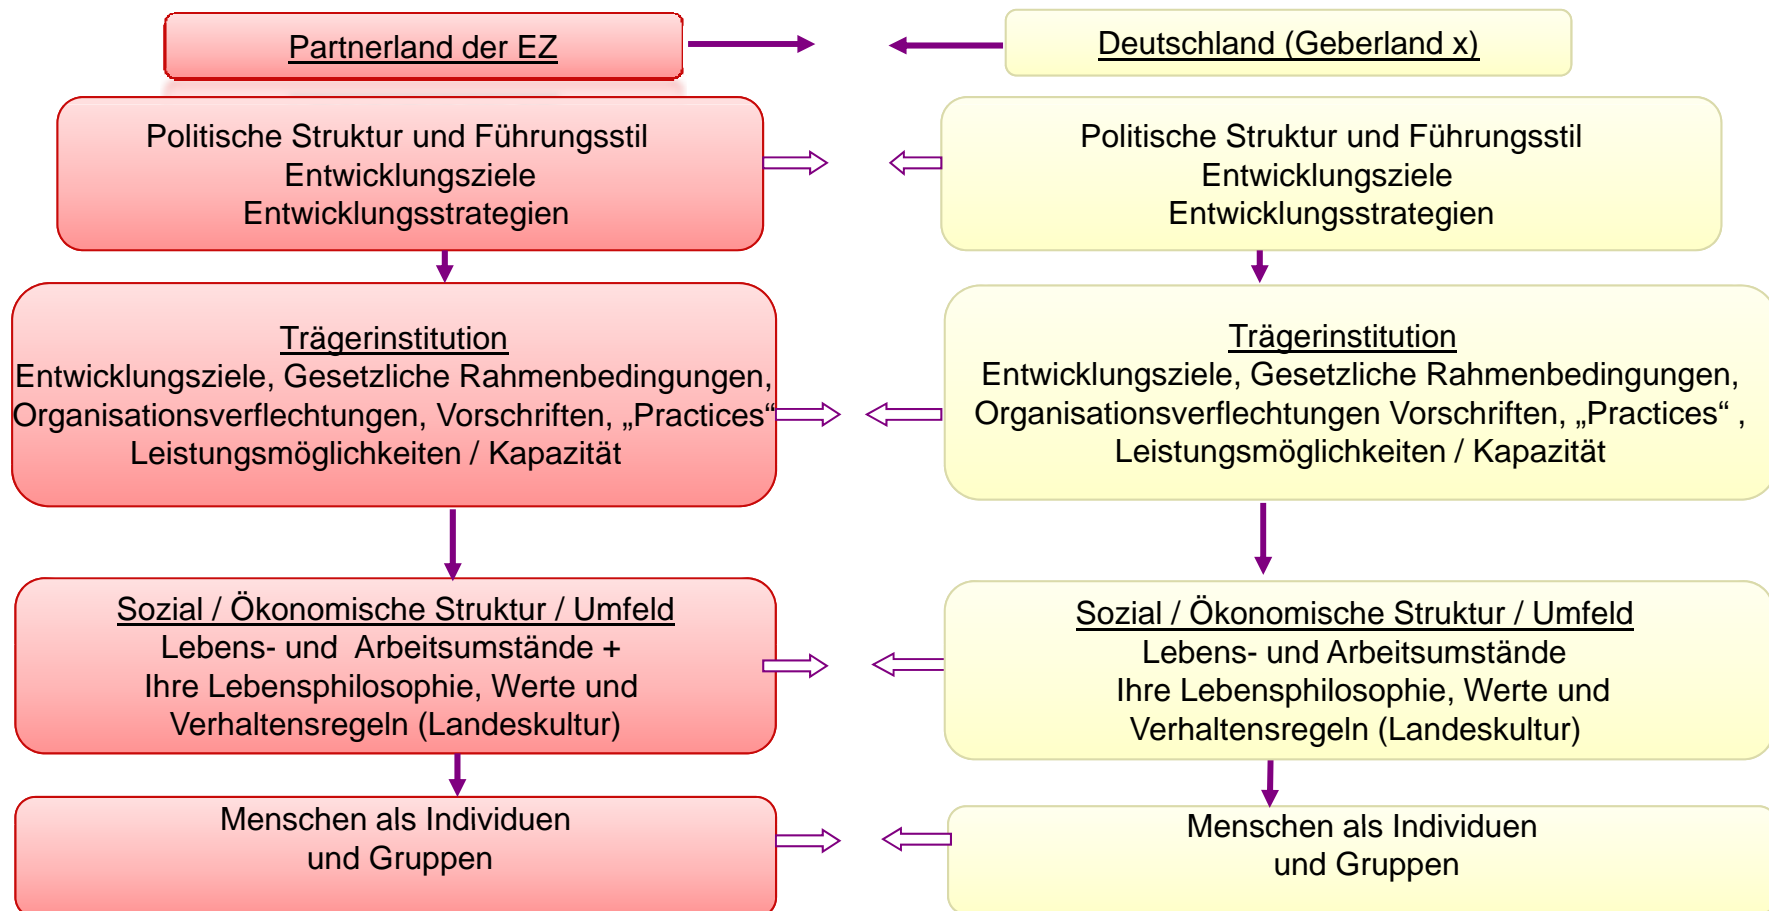 Partnerland der EZ
Deutschland (Geberland x)
Politische Struktur und Führungsstil
Entwicklungsziele
Entwicklungsstrategien
Politische Struktur und Führungsstil
Entwicklungsziele
Entwicklungsstrategien
Trägerinstitution
Entwicklungsziele, Gesetzliche Rahmenbedingungen,
Organisationsverflechtungen, Vorschriften, „Practices“
Leistungsmöglichkeiten / Kapazität
Trägerinstitution
Entwicklungsziele, Gesetzliche Rahmenbedingungen,
Organisationsverflechtungen Vorschriften, „Practices“ ,
Leistungsmöglichkeiten / Kapazität
Sozial / Ökonomische Struktur / Umfeld
Lebens- und Arbeitsumstände +
Ihre Lebensphilosophie, Werte und
Verhaltensregeln (Landeskultur)
Sozial / Ökonomische Struktur / Umfeld
Lebens- und Arbeitsumstände
Ihre Lebensphilosophie, Werte und
Verhaltensregeln (Landeskultur)
Menschen als Individuen
und Gruppen
Menschen als Individuen
und Gruppen